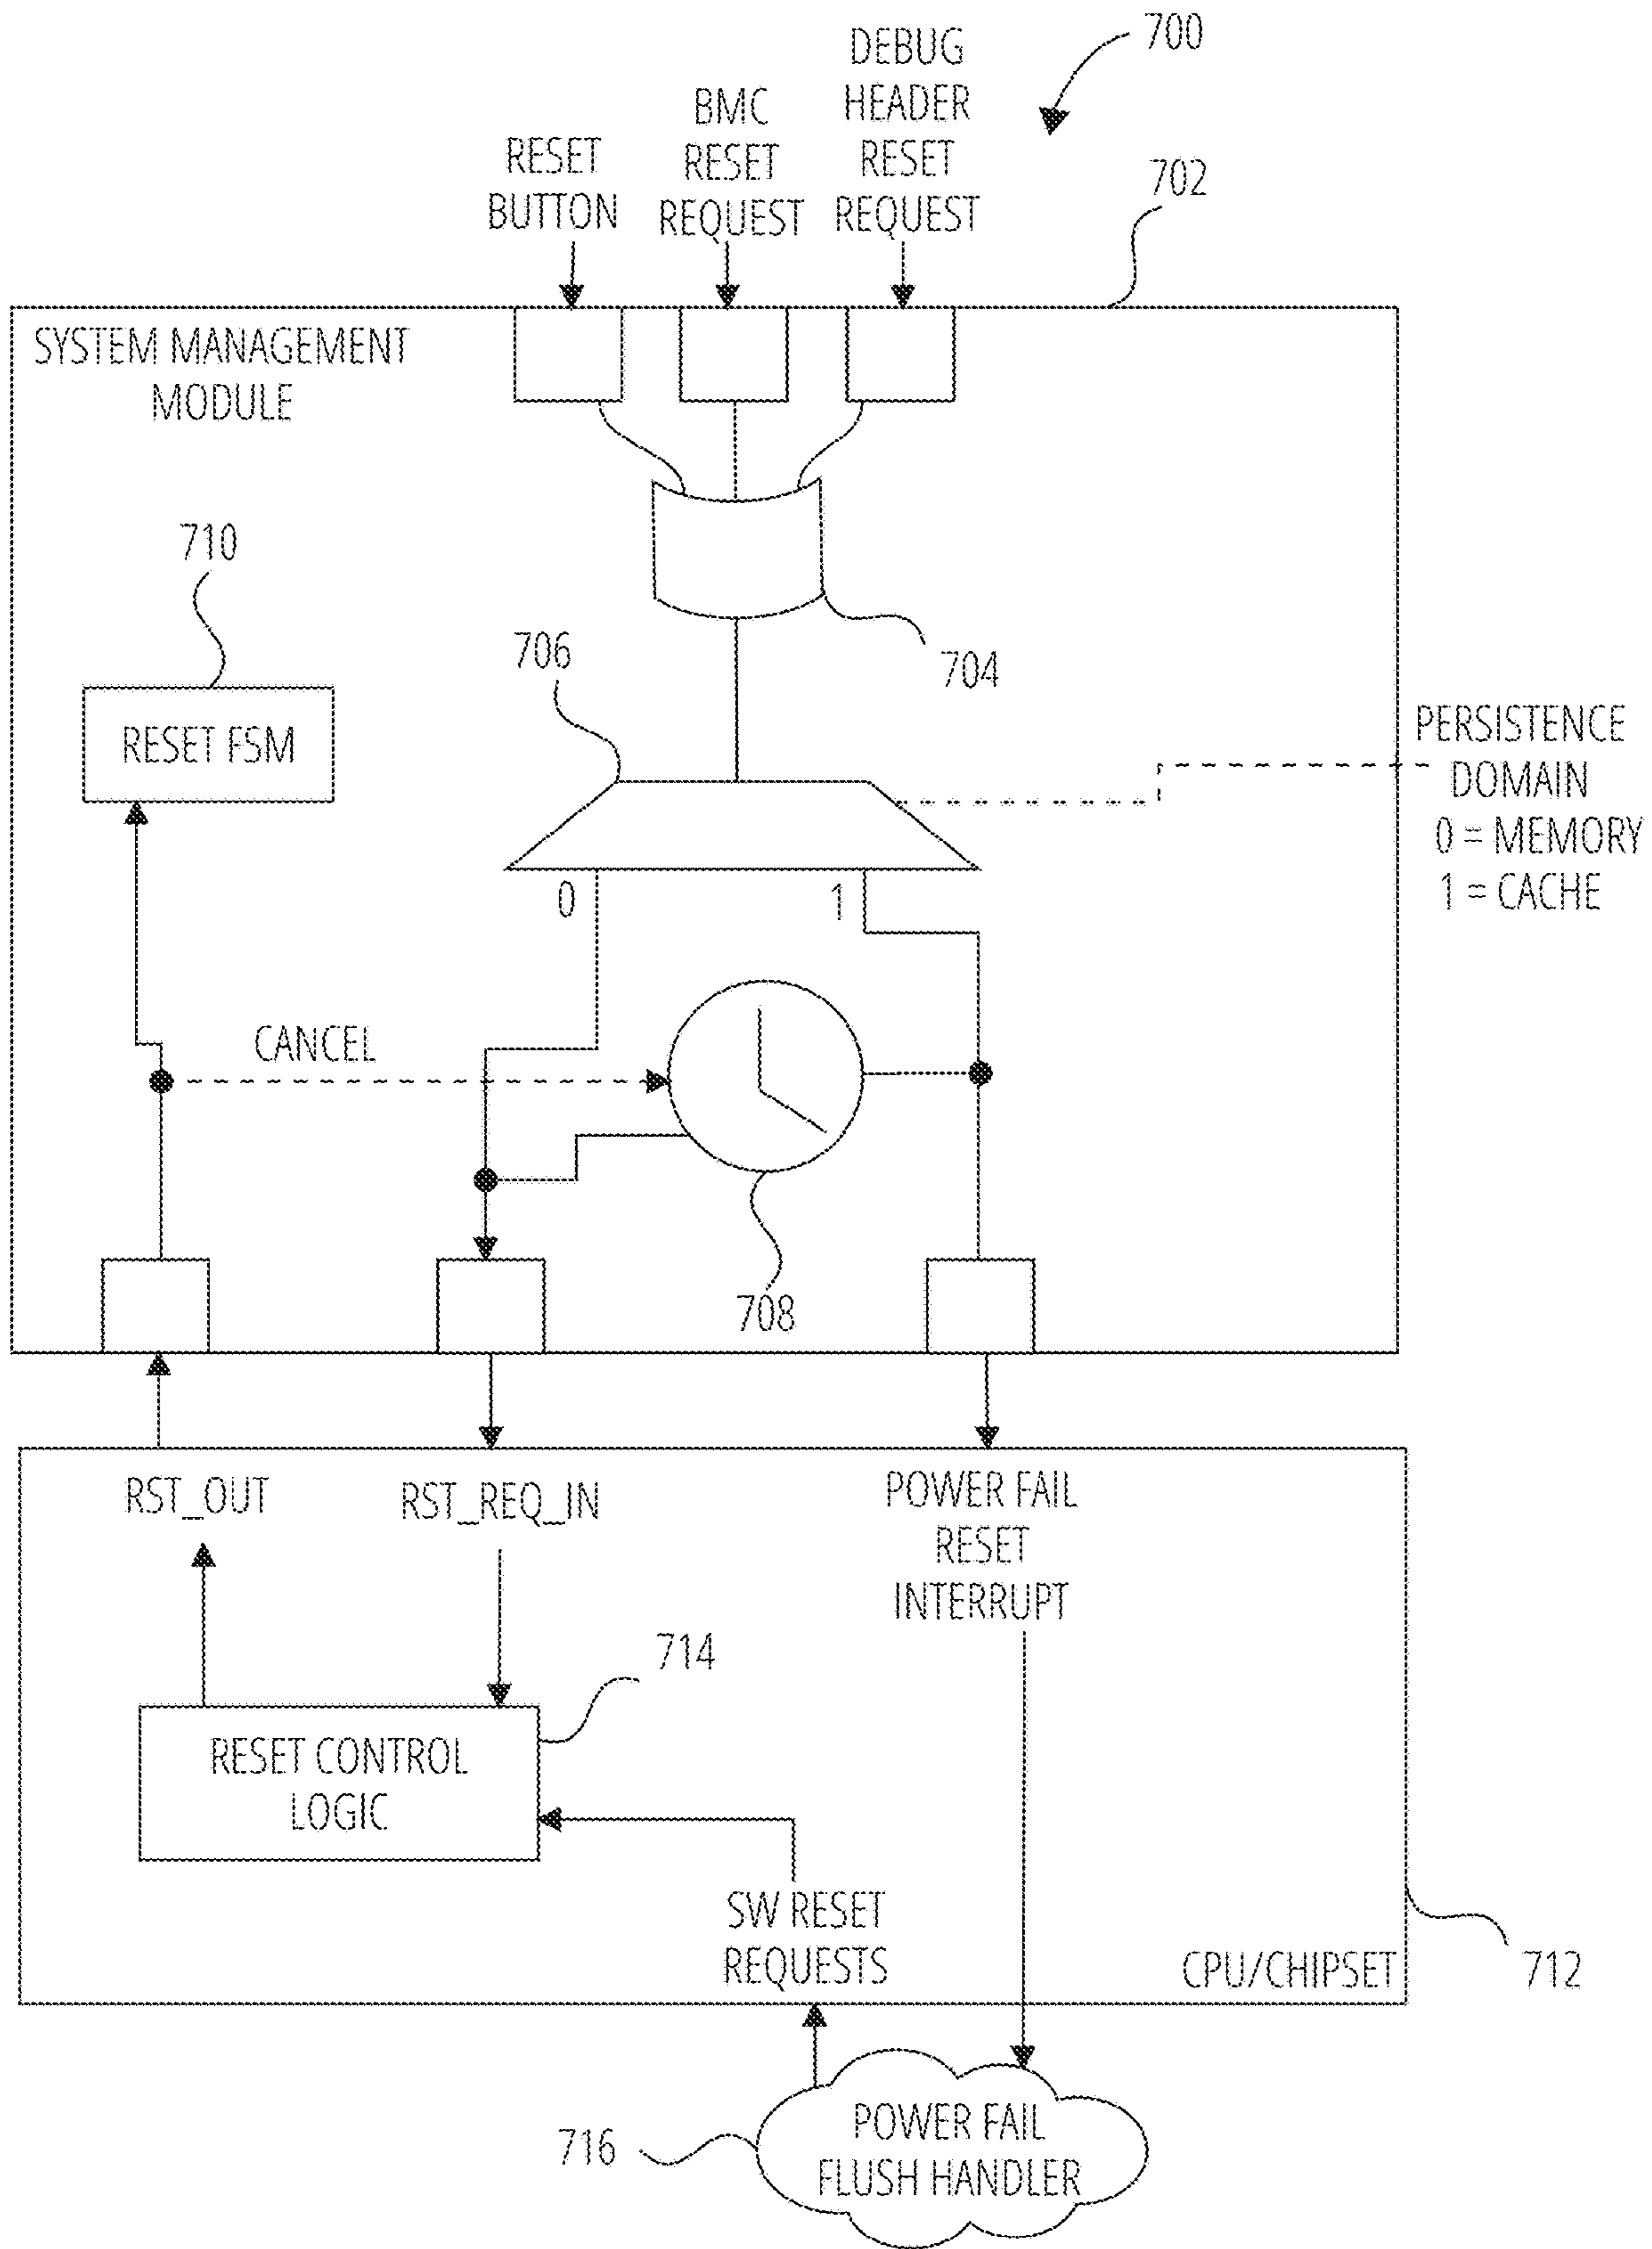 700
DEBUG
HEADER
RESET
REQUEST
BMC
RESET
REQUEST
RESET
BUTTON
702
SYSTEM MANAGEMENT
MODULE
710
704
706
RESET FSM
PERSISTENCE
DOMAIN
0 = MEMORY
1 = CACHE
0
1
CANCEL
708
RST_OUT
RST_REQ_IN
POWER FAIL
RESET
INTERRUPT
714
RESET CONTROL
LOGIC
SW RESET
REQUESTS
CPU/CHIPSET
712
716
POWER FAIL
FLUSH HANDLER